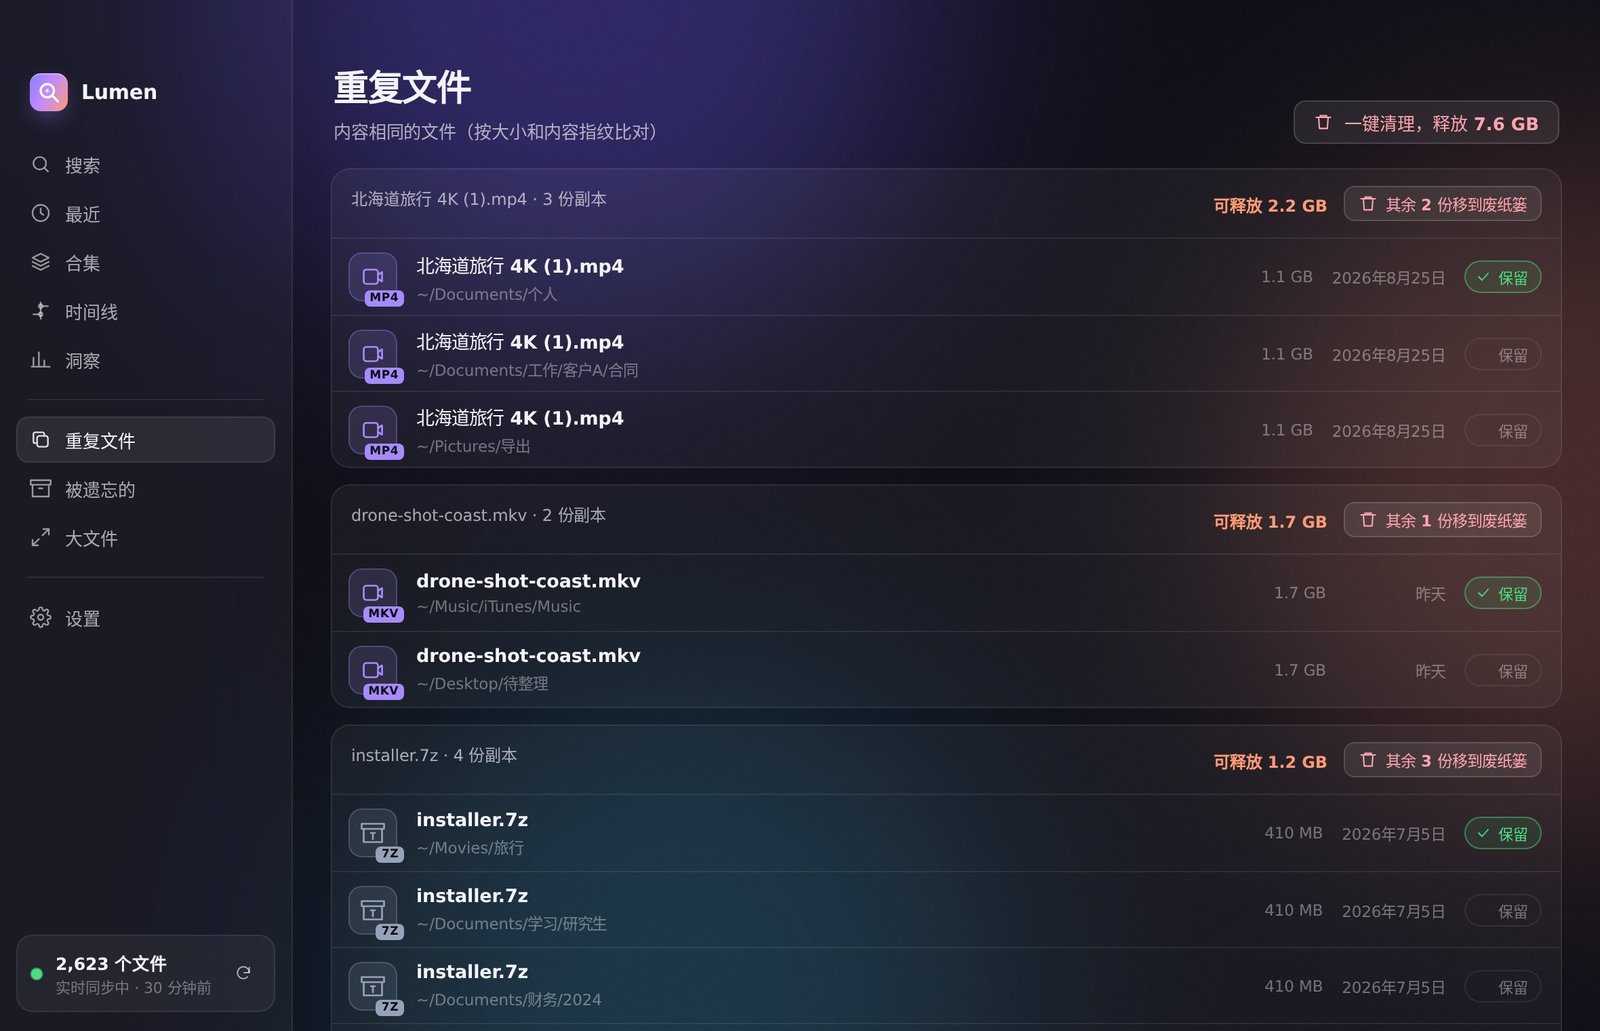 Lumen
搜索
最近
合集
时间线
洞察
重复文件
被遗忘的
大文件
设置
2,623 个文件
实时同步中 · 30 分钟前
重复文件
内容相同的文件（按大小和内容指纹比对）
一键清理，释放 7.6 GB
北海道旅行 4K (1).mp4 · 3 份副本
可释放 2.2 GB
其余 2 份移到废纸篓
北海道旅行 4K (1).mp4
MP4
~/Documents/个人
1.1 GB
2026年8月25日
保留
北海道旅行 4K (1).mp4
MP4
~/Documents/工作/客户A/合同
1.1 GB
2026年8月25日
保留
北海道旅行 4K (1).mp4
MP4
~/Pictures/导出
1.1 GB
2026年8月25日
保留
drone-shot-coast.mkv · 2 份副本
可释放 1.7 GB
其余 1 份移到废纸篓
drone-shot-coast.mkv
MKV
~/Music/iTunes/Music
1.7 GB
昨天
保留
drone-shot-coast.mkv
MKV
~/Desktop/待整理
1.7 GB
昨天
保留
installer.7z · 4 份副本
可释放 1.2 GB
其余 3 份移到废纸篓
installer.7z
7Z
~/Movies/旅行
410 MB
2026年7月5日
保留
installer.7z
7Z
~/Documents/学习/研究生
410 MB
2026年7月5日
保留
installer.7z
7Z
~/Documents/财务/2024
410 MB
2026年7月5日
保留